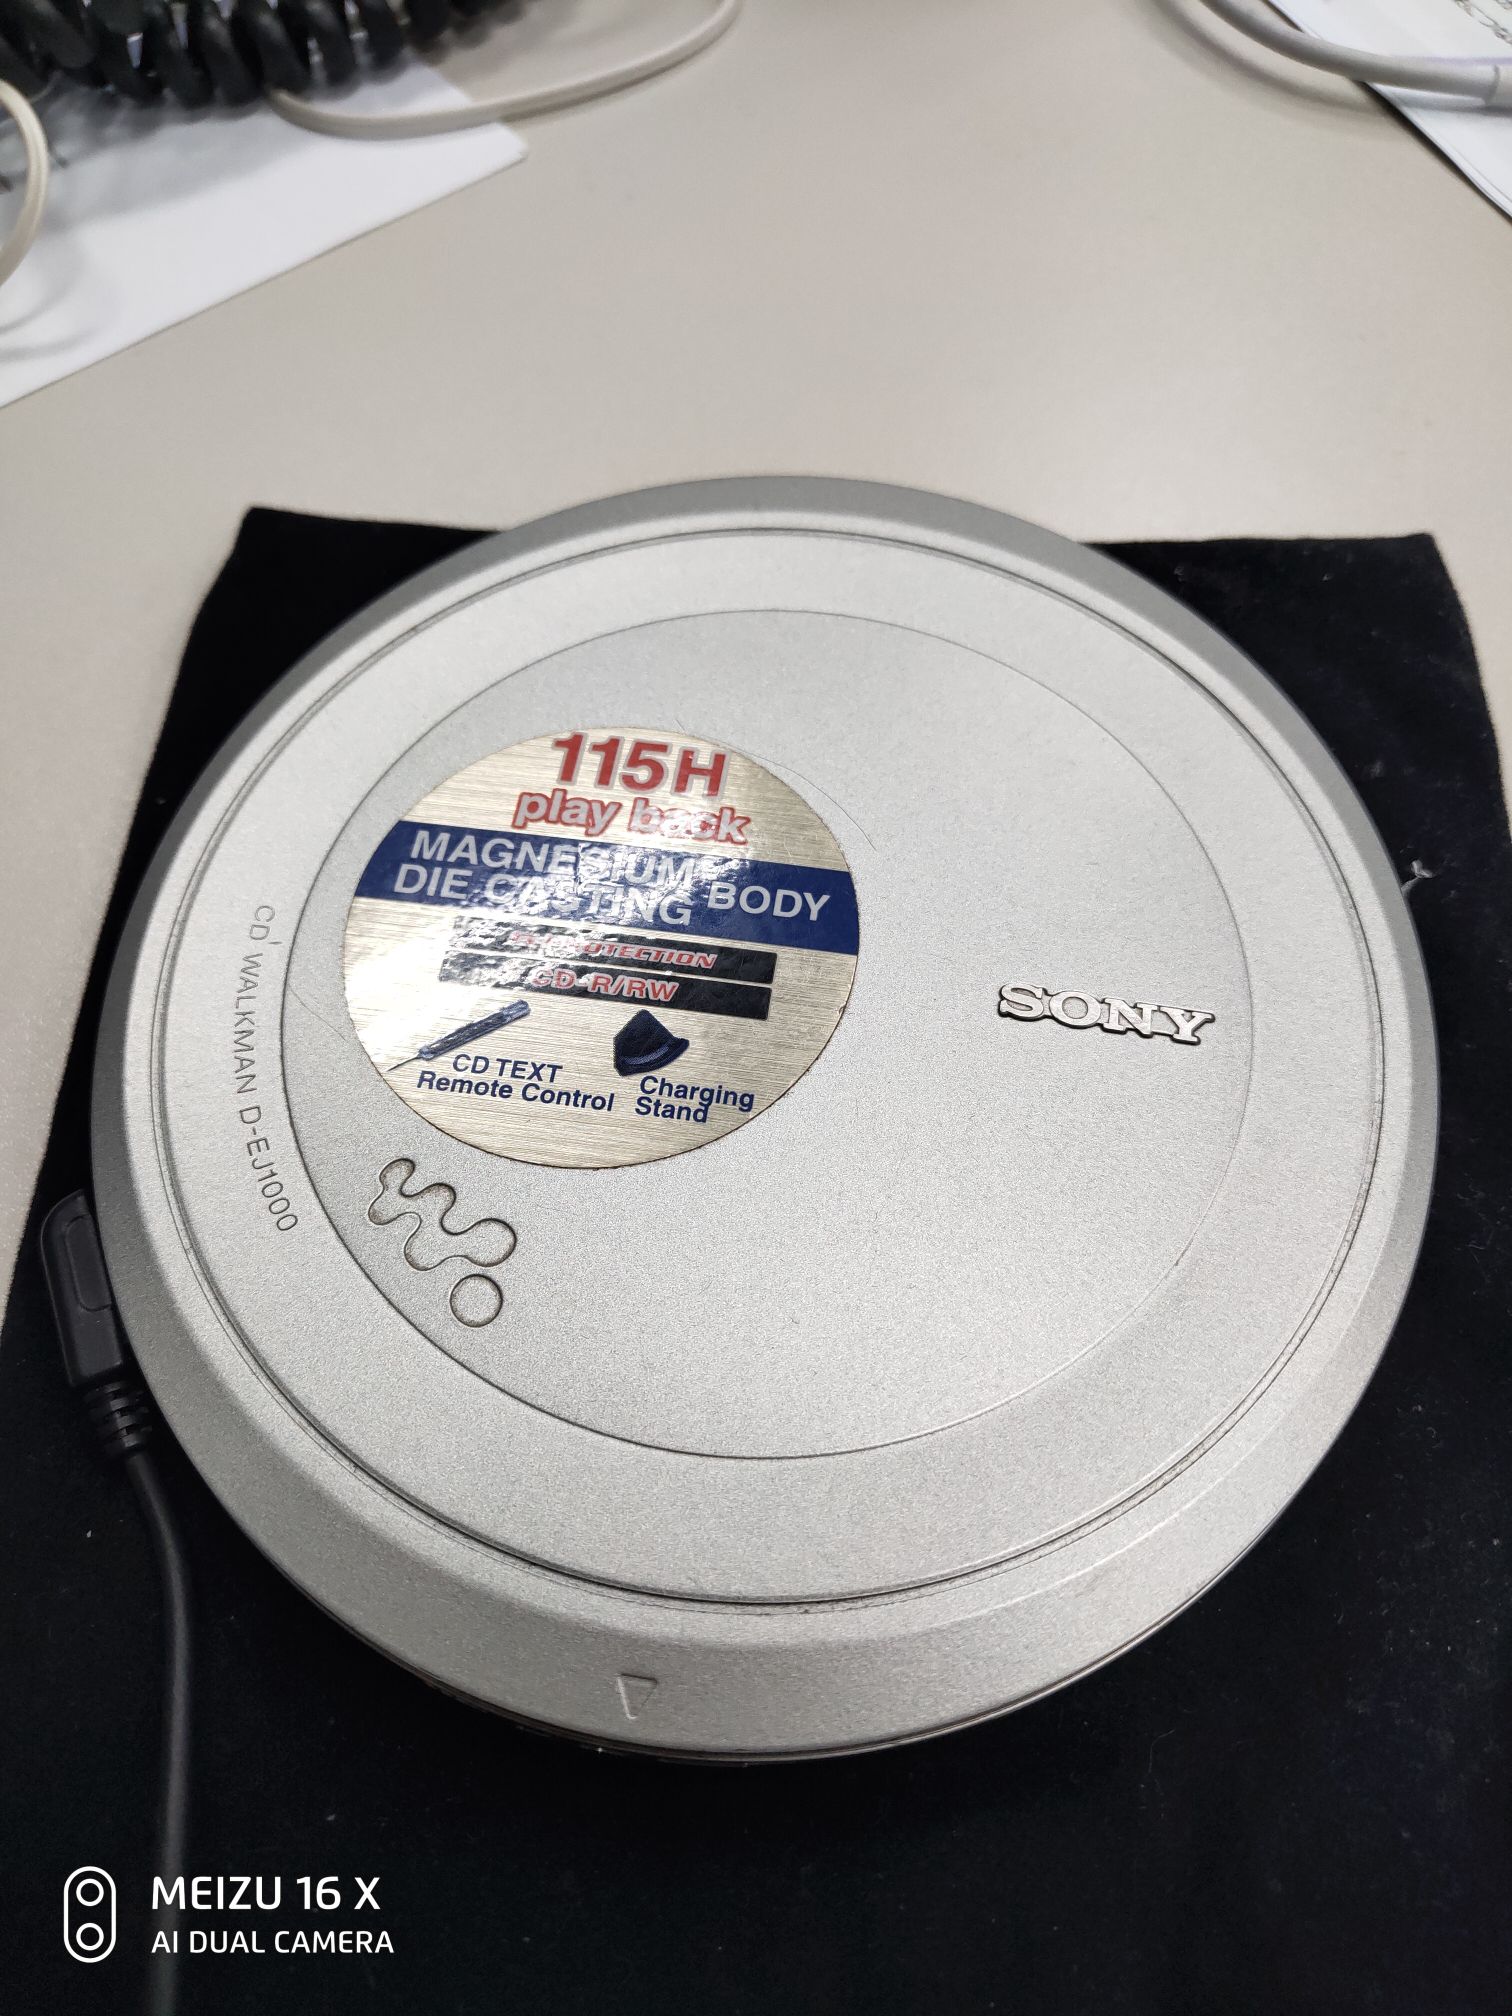 115H
play back
MAGNESIUM
DIE CASTING BODY
PROTECTION
CD-R/RW
CD TEXT
Remote Control
Charging
Stand
SONY
CD WALKMAN D-EJ1000
MEIZU 16 X
AI DUAL CAMERA